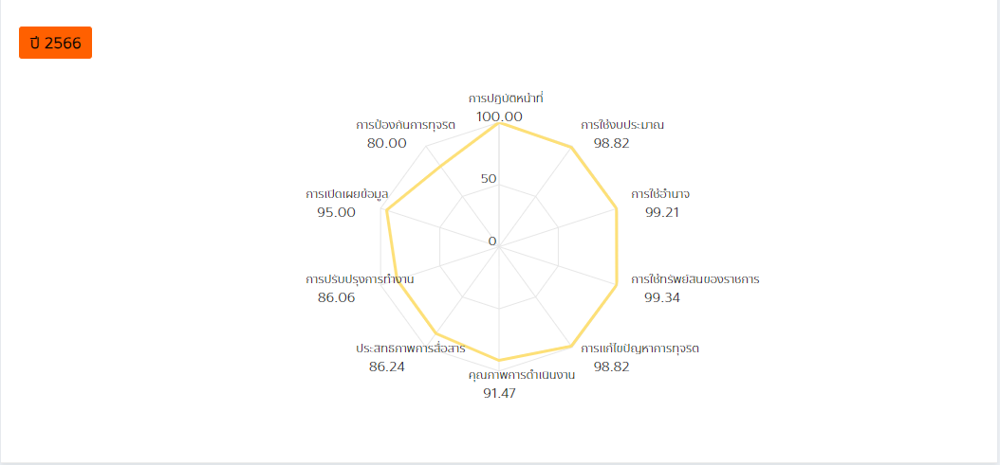 ปี 2566
การปฏิบัติหน้าที่
100.00
การใช้งบประมาณ
98.82
การใช้อำนาจ
99.21
การใช้ทรัพย์สินของราชการ
99.34
การแก้ไขปัญหาการทุจริต
98.82
คุณภาพการดำเนินงาน
91.47
ประสิทธิภาพการสื่อสาร
86.24
การปรับปรุงการทำงาน
86.06
การเปิดเผยข้อมูล
95.00
การป้องกันการทุจริต
80.00
50
0